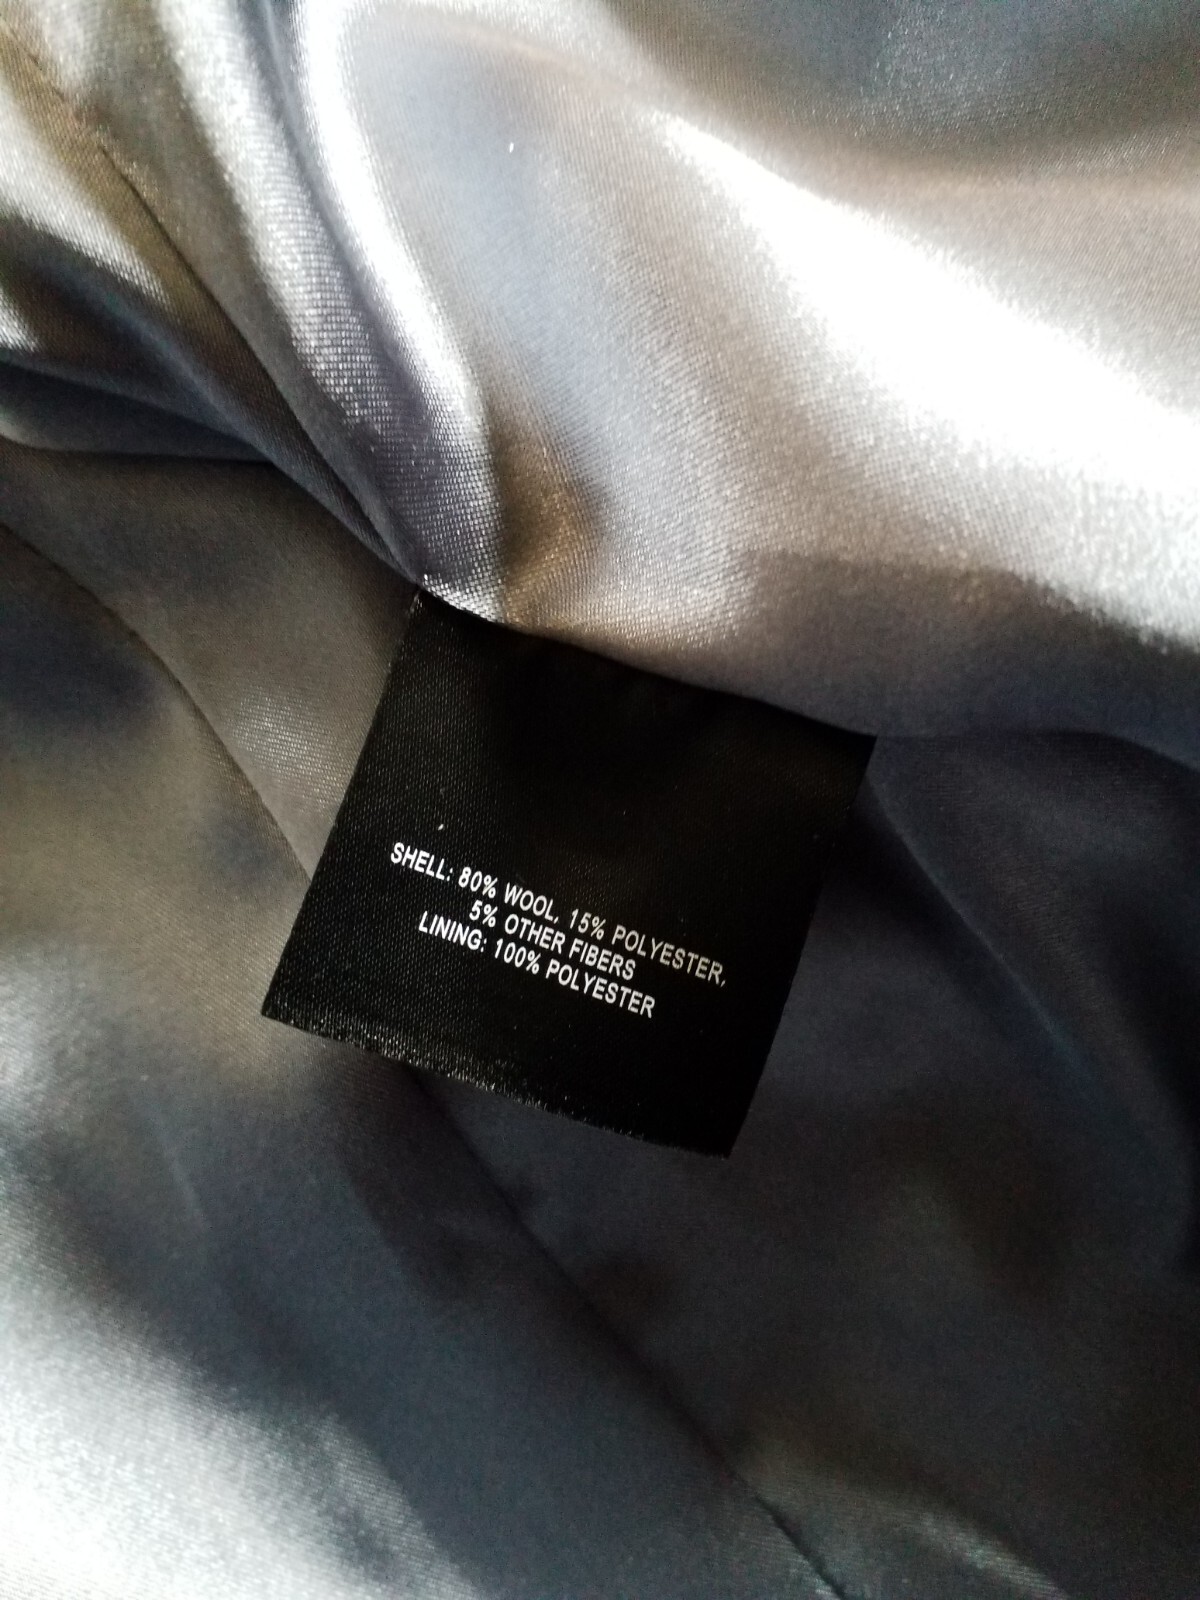 SHELL: 80% WOOL, 15% POLYESTER,
5% OTHER FIBERS
LINING: 100% POLYESTER